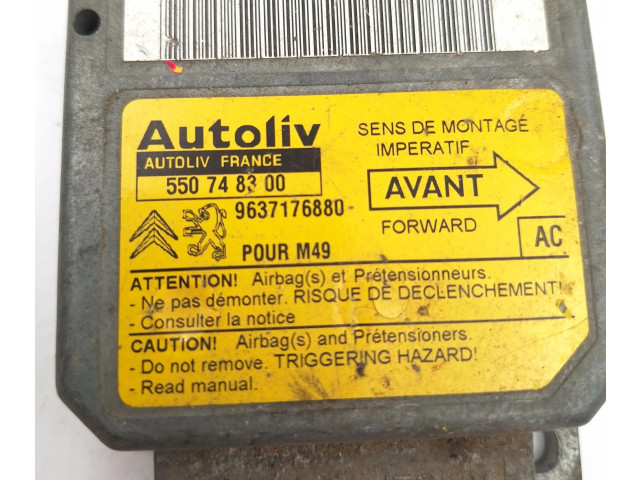 Autoliv
AUTOLIV FRANCE
550 74 83 00
9637176880
POUR M49
SENS DE MONTAGE
IMPERATIF
AVANT
FORWARD
AC
ATTENTION! Airbag(s) et Prétensionneurs.
- Ne pas démonter. RISQUE DE DECLENCHEMENT!
- Consulter la notice
CAUTION! Airbag(s) and Prétensioners.
- Do not remove. TRIGGERING HAZARD!
- Read manual.